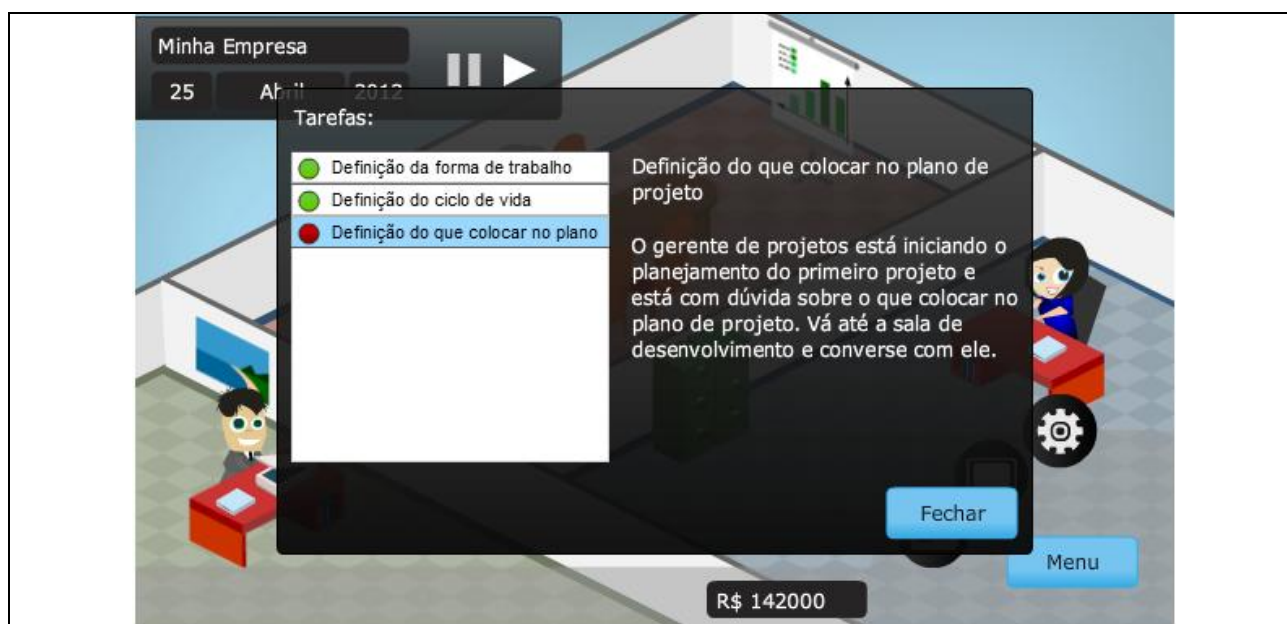 Minha Empresa
25 Abril 2012
Tarefas:
Definição da forma de trabalho
Definição do ciclo de vida
Definição do que colocar no plano
Definição do que colocar no plano de
projeto
O gerente de projetos está iniciando o
planejamento do primeiro projeto e
está com dúvida sobre o que colocar no
plano de projeto. Vá até a sala de
desenvolvimento e converse com ele.
Fechar
Menu
R$ 142000